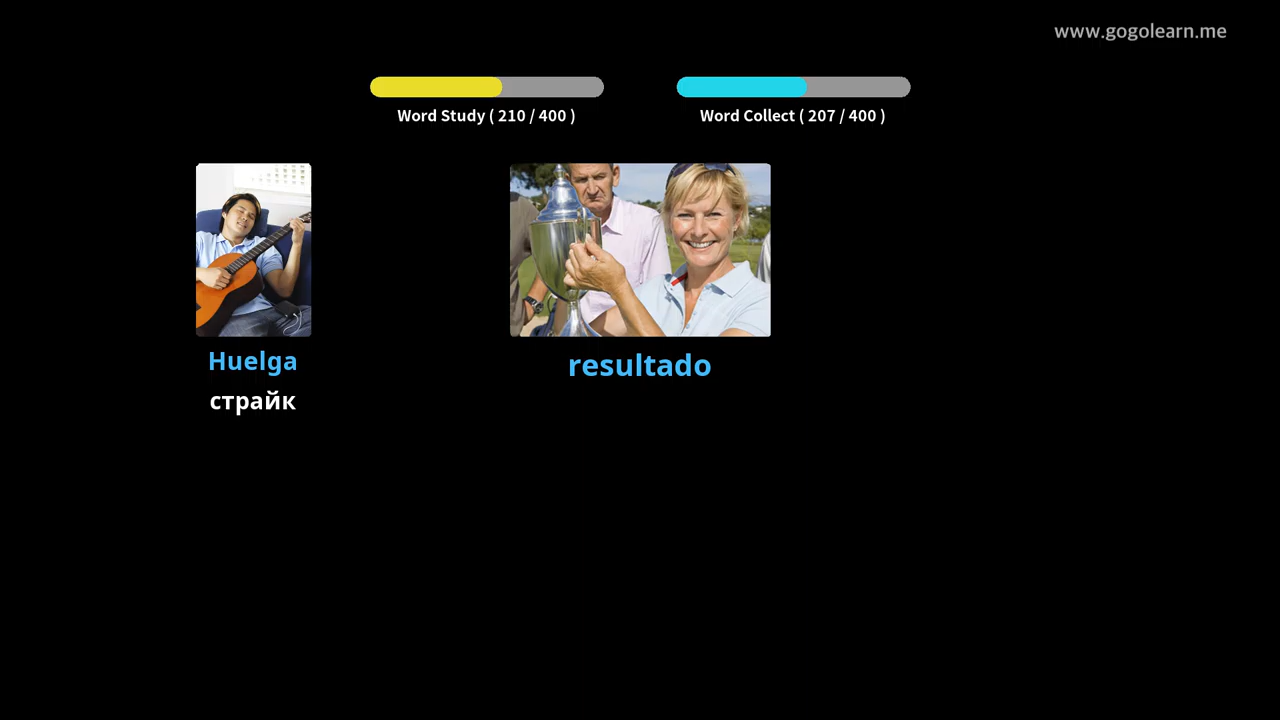 www.gogolearn.me
Word Study ( 210 / 400 )
Word Collect ( 207 / 400 )
Huelga
страйк
resultado